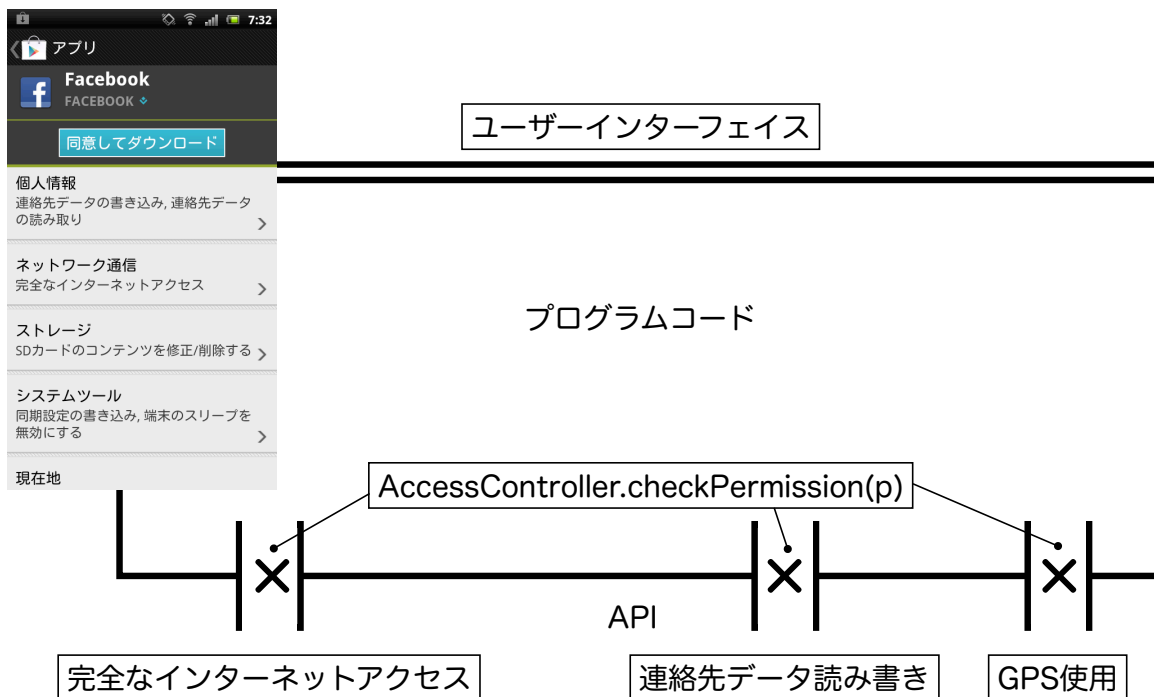 7:32
アプリ
Facebook
FACEBOOK
同意してダウンロード
個人情報
連絡先データの書き込み, 連絡先データ
の読み取り
ネットワーク通信
完全なインターネットアクセス
ストレージ
SDカードのコンテンツを修正/削除する
システムツール
同期設定の書き込み, 端末のスリープを
無効にする
現在地
ユーザーインターフェイス
プログラムコード
AccessController.checkPermission(p)
API
完全なインターネットアクセス
連絡先データ読み書き
GPS使用